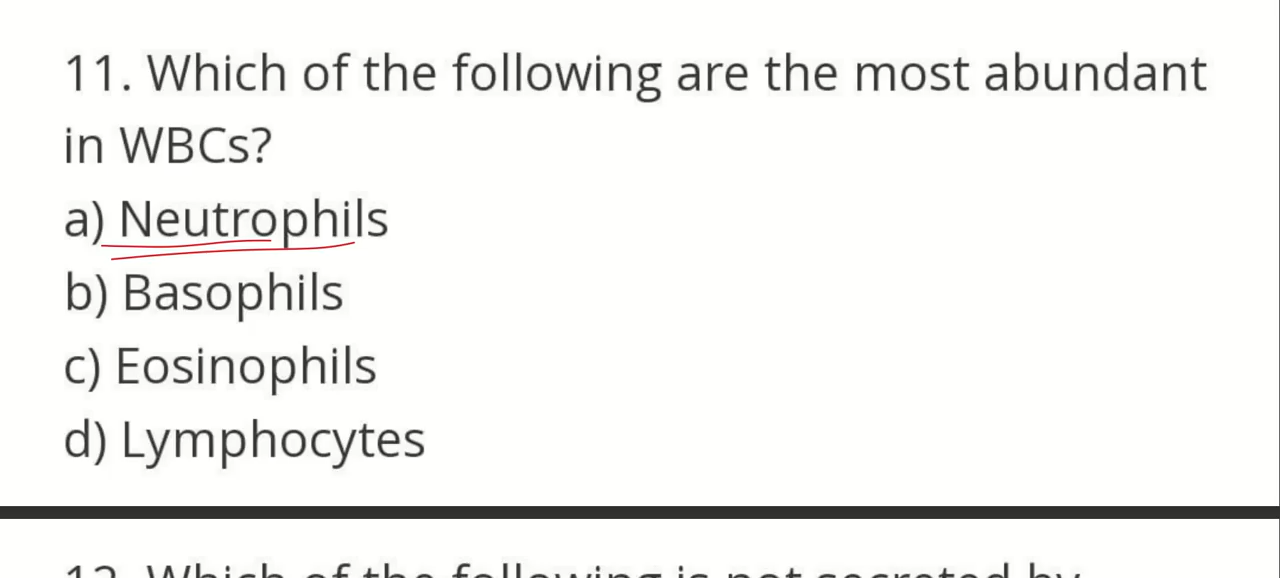 11. Which of the following are the most abundant
in WBCs?
a) Neutrophils
b) Basophils
c) Eosinophils
d) Lymphocytes
12. Which of the following is not secreted by